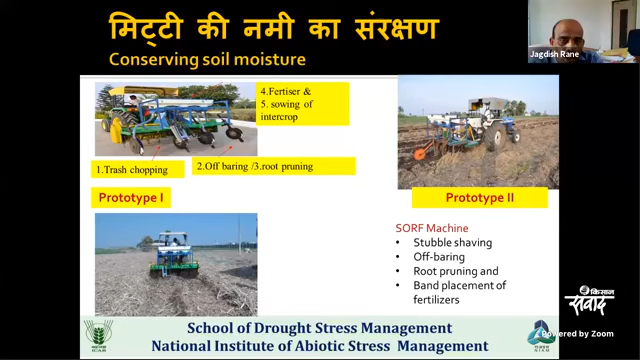 मिट्टी की नमी का संरक्षण
Conserving soil moisture
Jagdish Rane
4.Fertiser &
5. sowing of
intercrop
1.Trash chopping
2.Off baring /3.root pruning
Prototype I
Prototype II
SORF Machine
• Stubble shaving
• Off-baring
• Root pruning and
• Band placement of
fertilizers
किसान
संवाद
Powered by Zoom
School of Drought Stress Management
National Institute of Abiotic Stress Management